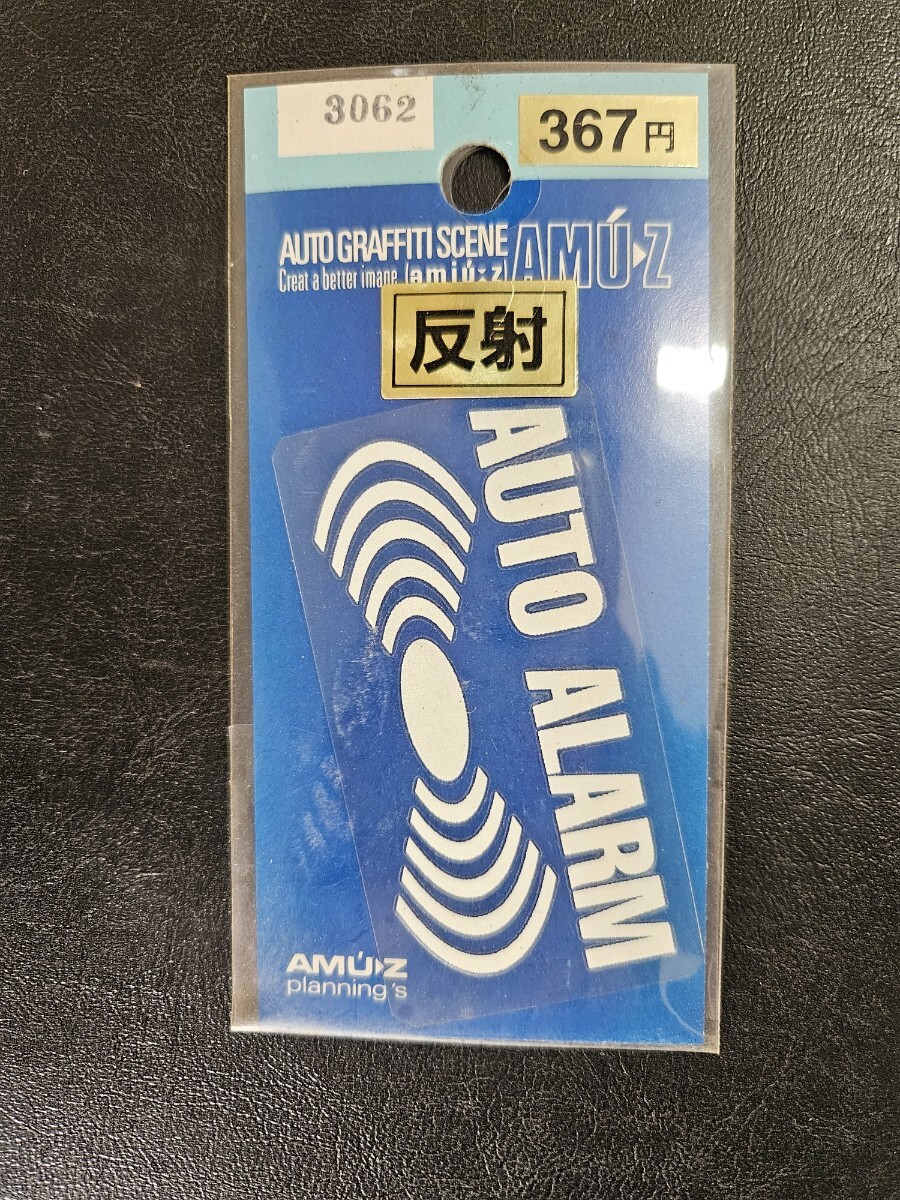 3062
367円
AUTO GRAFFITI SCENE
AMÚ▸Z
Creat a better image
反射
AUTO ALARM
AMÚ▸Z
planning's